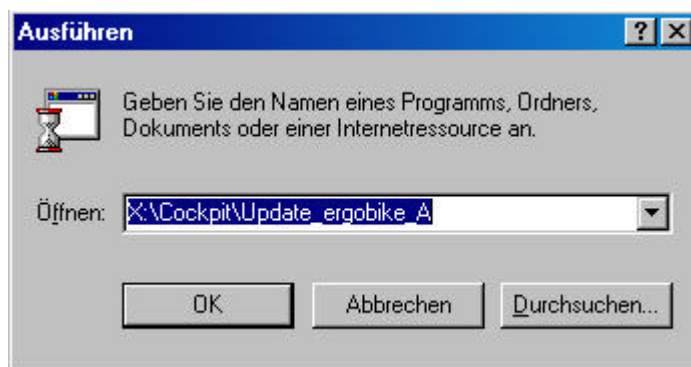 Ausführen
Geben Sie den Namen eines Programms, Ordners,
Dokuments oder einer Internetressource an.
Öffnen: X:\Cockpit\Update_ergobike_A
OK Abbrechen Durchsuchen...